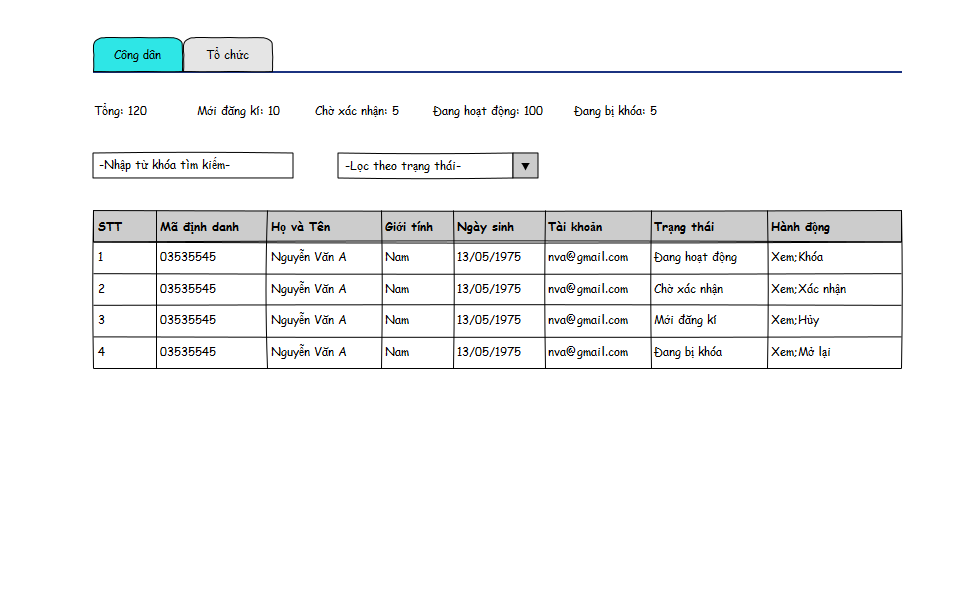 Công dân Tổ chức
Tổng: 120 Mới đăng kí: 10 Chờ xác nhận: 5 Đang hoạt động: 100 Đang bị khóa: 5
-Nhập từ khóa tìm kiếm- -Lọc theo trạng thái-
STT Mã định danh Họ và Tên Giới tính Ngày sinh Tài khoản Trạng thái Hành động
1 03535545 Nguyễn Văn A Nam 13/05/1975 nva@gmail.com Đang hoạt động Xem;Khóa
2 03535545 Nguyễn Văn A Nam 13/05/1975 nva@gmail.com Chờ xác nhận Xem;Xác nhận
3 03535545 Nguyễn Văn A Nam 13/05/1975 nva@gmail.com Mới đăng kí Xem;Hủy
4 03535545 Nguyễn Văn A Nam 13/05/1975 nva@gmail.com Đang bị khóa Xem;Mở lại